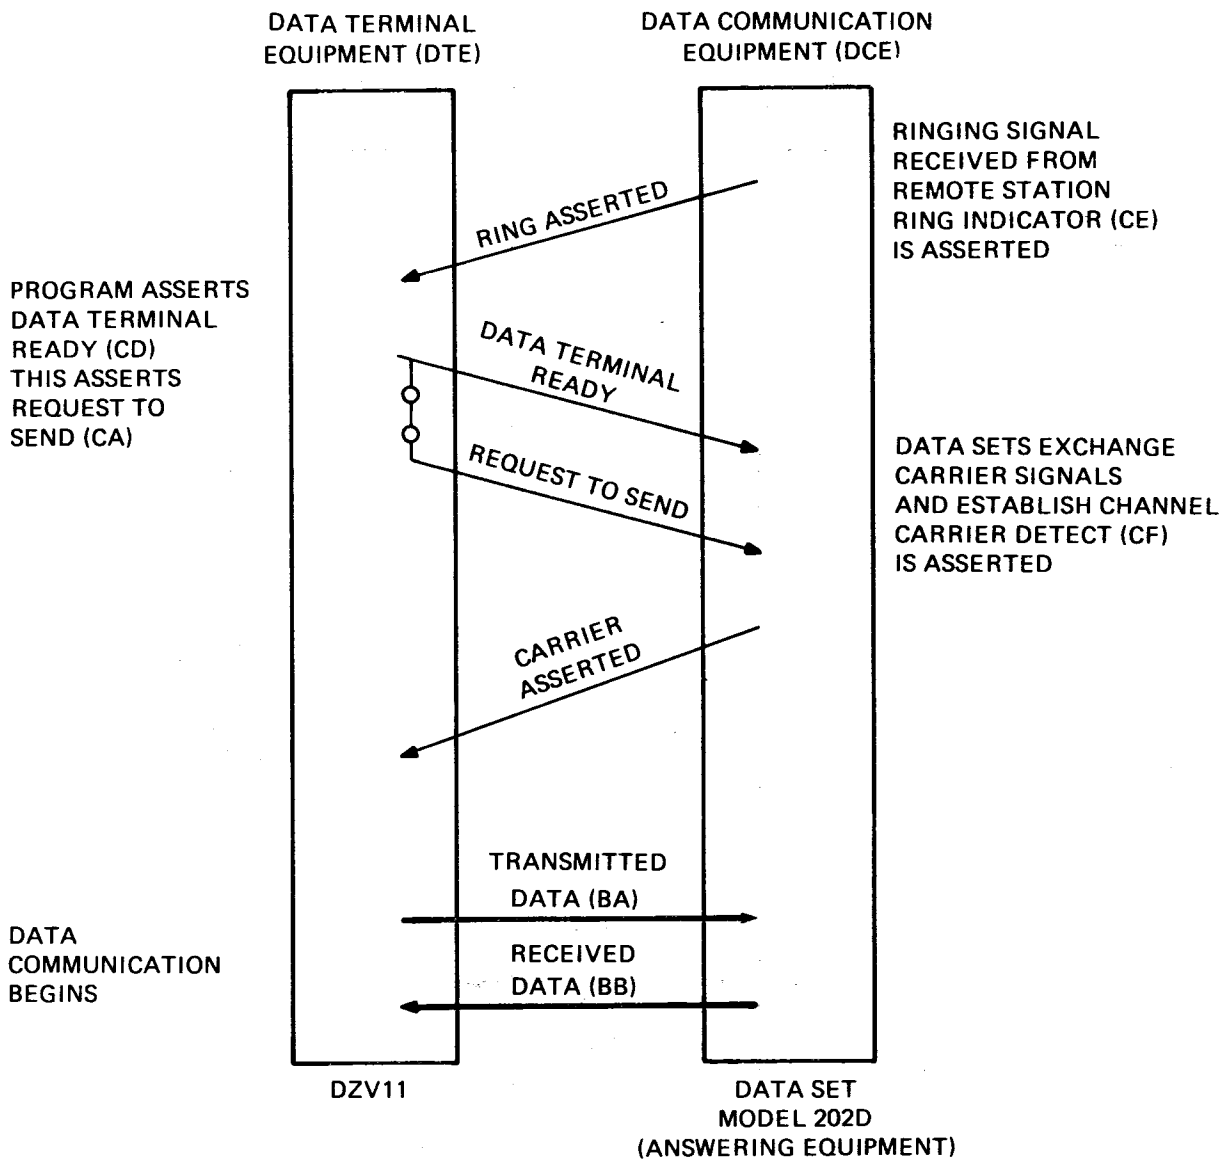 DATA TERMINAL
EQUIPMENT (DTE)
DATA COMMUNICATION
EQUIPMENT (DCE)
RINGING SIGNAL
RECEIVED FROM
REMOTE STATION
RING INDICATOR (CE)
IS ASSERTED
RING ASSERTED
PROGRAM ASSERTS
DATA TERMINAL
READY (CD)
THIS ASSERTS
REQUEST TO
SEND (CA)
DATA TERMINAL
READY
REQUEST TO SEND
DATA SETS EXCHANGE
CARRIER SIGNALS
AND ESTABLISH CHANNEL
CARRIER DETECT (CF)
IS ASSERTED
CARRIER
ASSERTED
TRANSMITTED
DATA (BA)
RECEIVED
DATA (BB)
DATA
COMMUNICATION
BEGINS
DZV11
DATA SET
MODEL 202D
(ANSWERING EQUIPMENT)